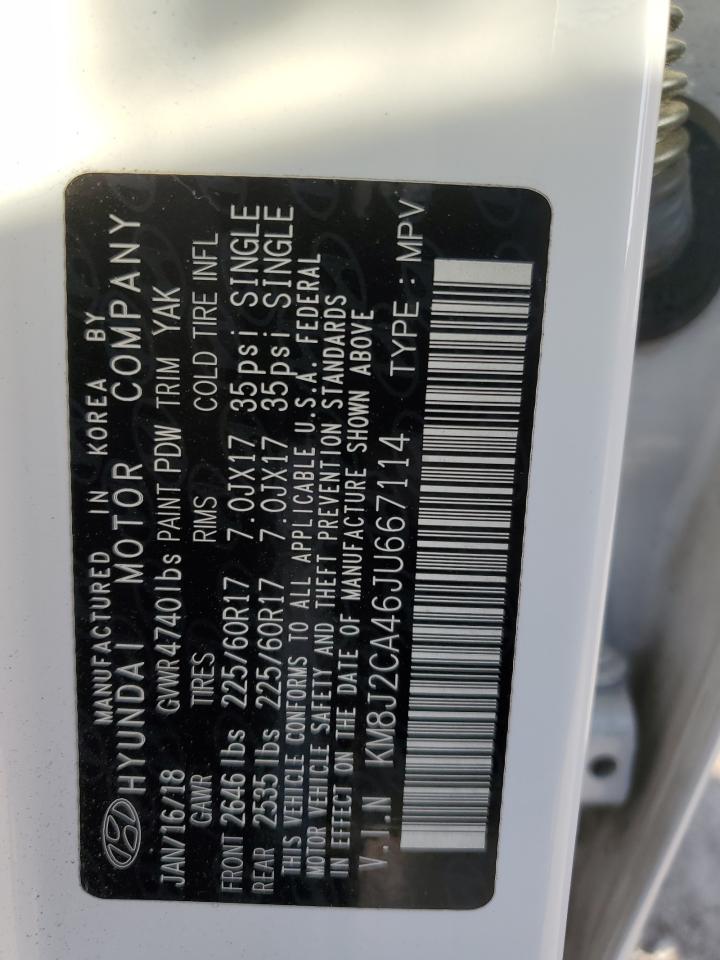 MANUFACTURED IN KOREA BY
HYUNDAI MOTOR COMPANY
JAN/16/18 GVWR4740lbs PAINT PDW TRIM YAK
GAWR TIRES RIMS COLD TIRE INFL
FRONT 2646 lbs 225/60R17 7.0JX17 35psi SINGLE
REAR 2535 lbs 225/60R17 7.0JX17 35psi SINGLE
THIS VEHICLE CONFORMS TO ALL APPLICABLE U.S.A. FEDERAL
MOTOR VEHICLE SAFETY AND THEFT PREVENTION STANDARDS
IN EFFECT ON THE DATE OF MANUFACTURE SHOWN ABOVE
V.I.N KM8J2CA46JU667114 TYPE : MPV